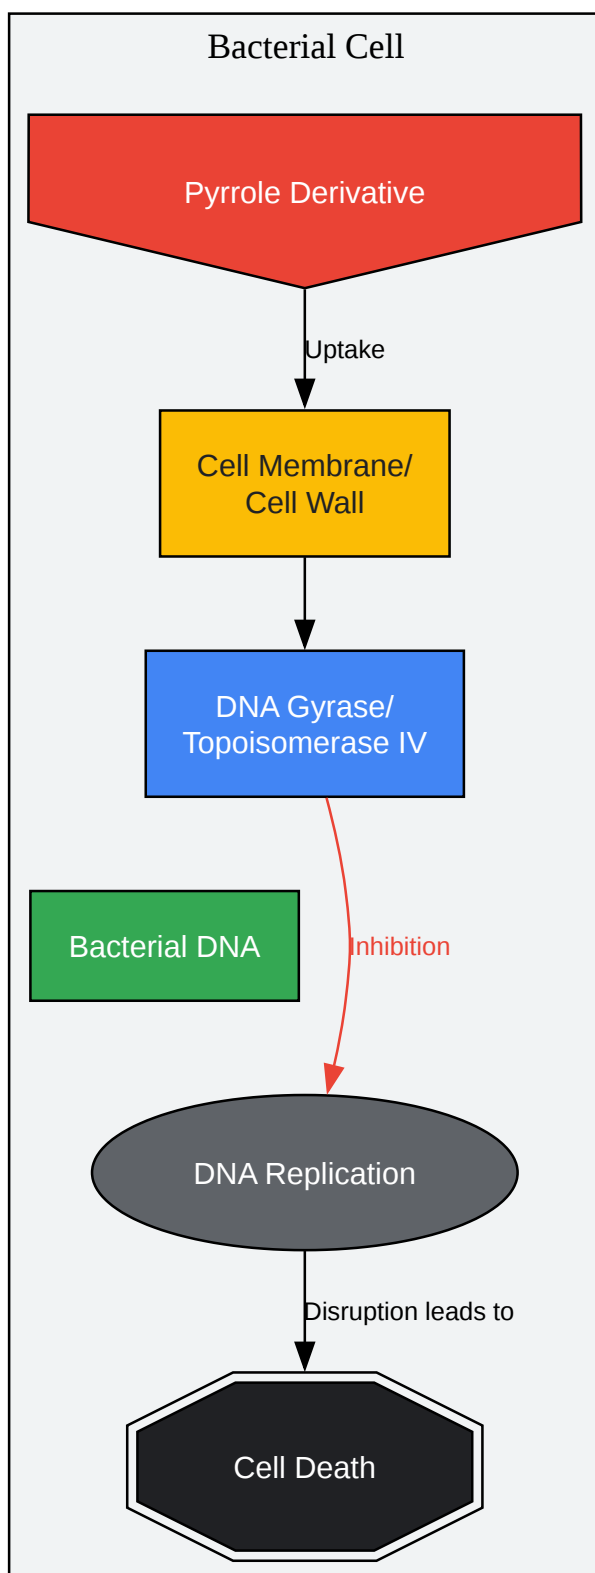 Bacterial Cell
Pyrrole Derivative
Uptake
Cell Membrane/
Cell Wall
DNA Gyrase/
Topoisomerase IV
Bacterial DNA
Inhibition
DNA Replication
Disruption leads to
Cell Death